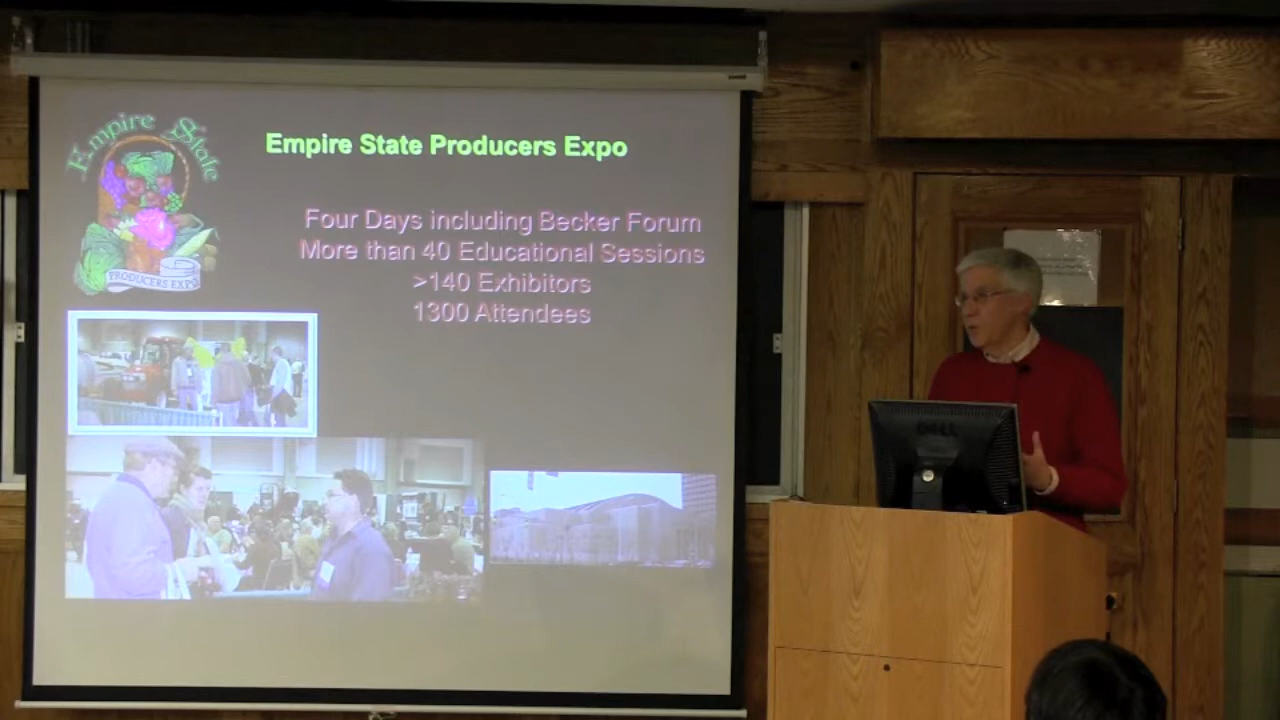 Empire State
PRODUCERS EXPO
Empire State Producers Expo
Four Days including Becker Forum
More than 40 Educational Sessions
>140 Exhibitors
1300 Attendees
DELL